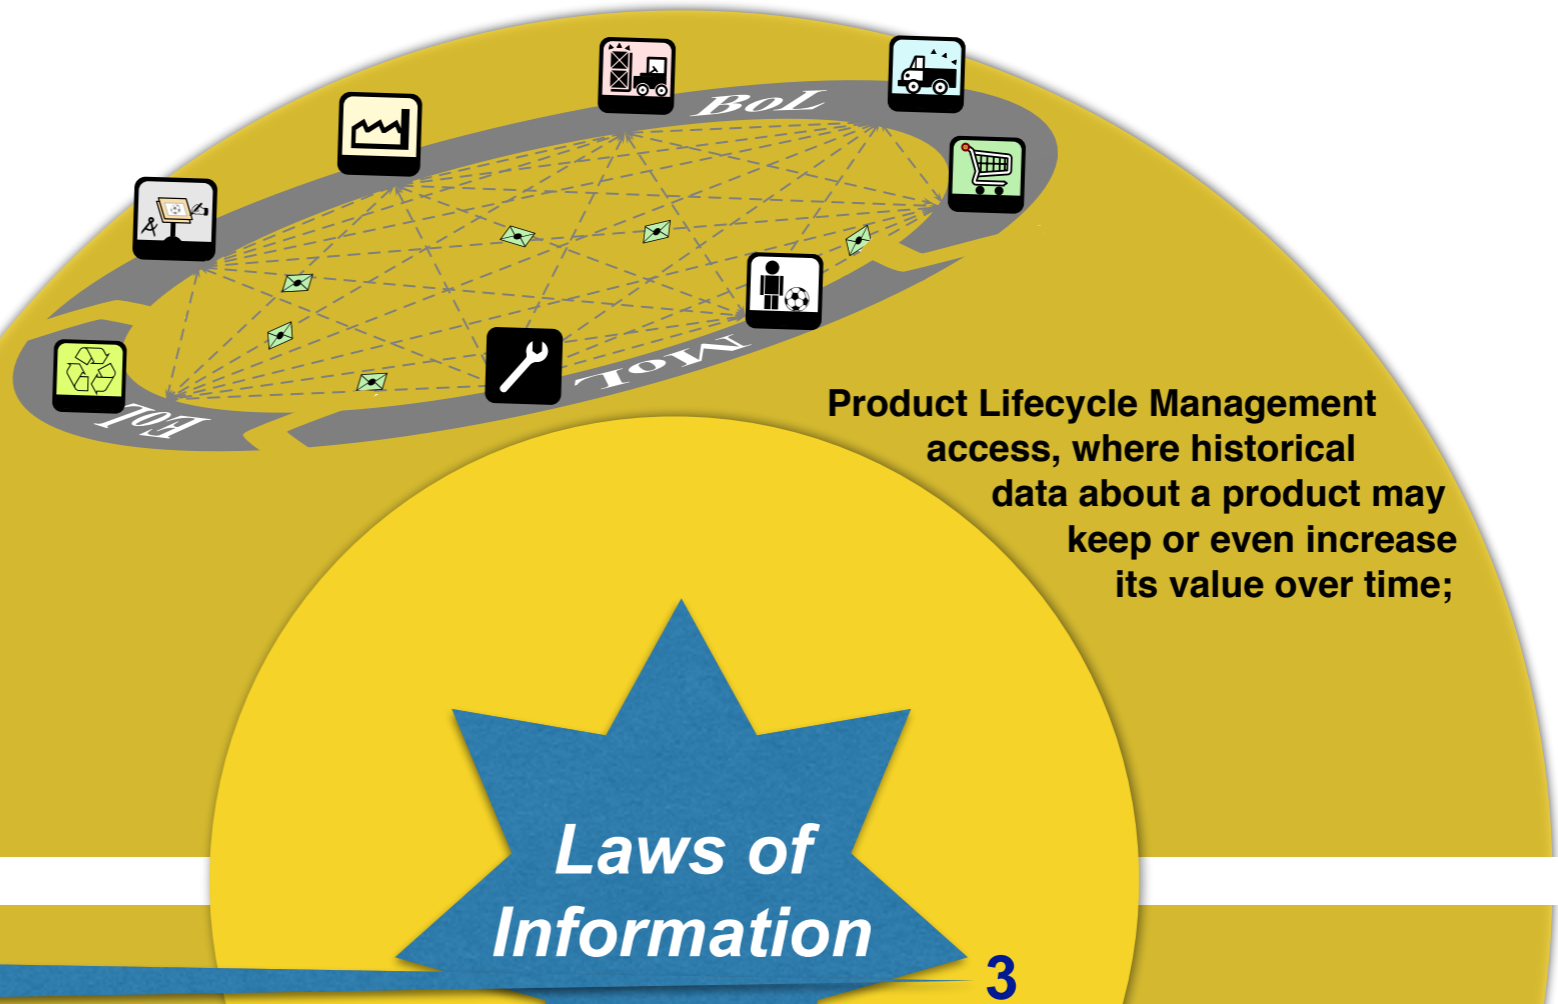 BoL
MoL
EoL
Product Lifecycle Management
access, where historical
data about a product may
keep or even increase
its value over time;
Laws of
Information
3